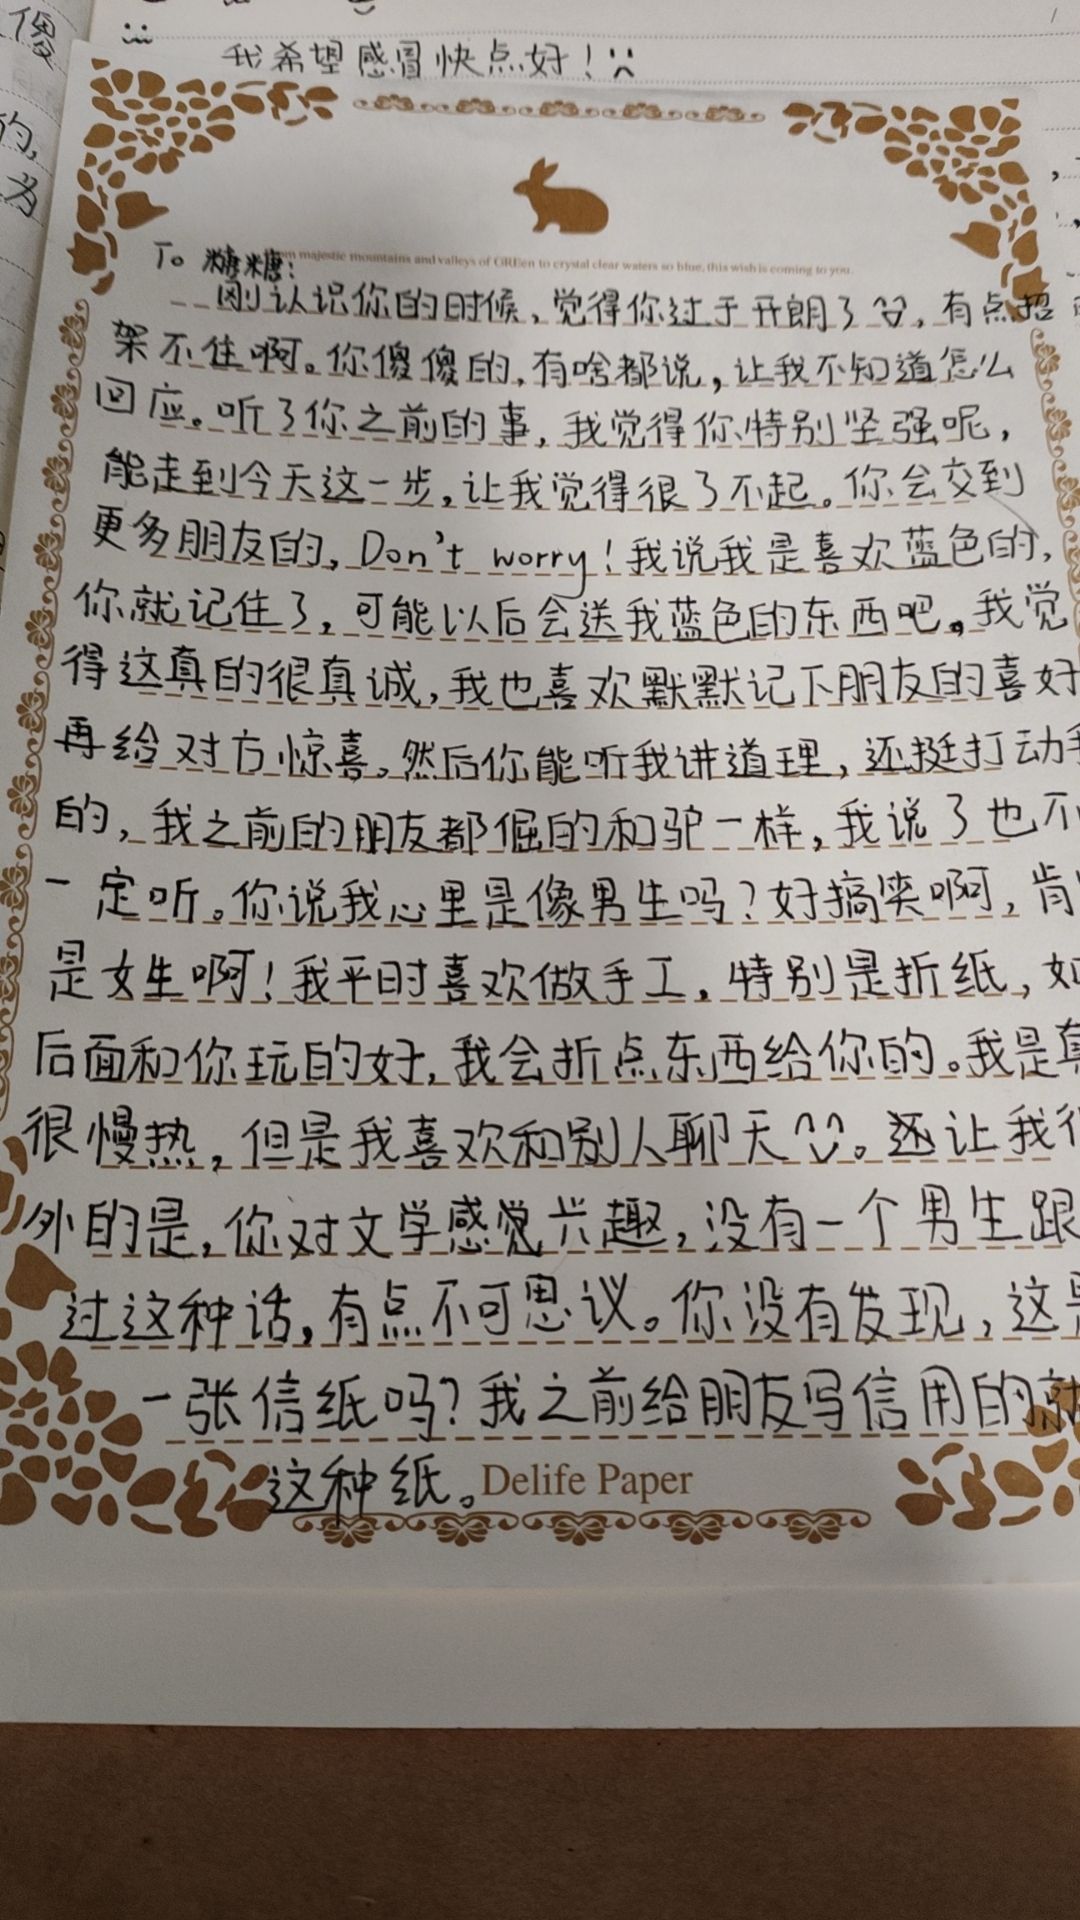 傻
我希望感冒快点好!
的,
为
majestic mountains and valleys of GREen to crystal clear waters so blue, this wish is coming to you.
To 糖糖:
刚认识你的时候,觉得你过于开朗了^^,有点招
架不住啊。你傻傻的,有啥都说,让我不知道怎么
回应。听了你之前的事,我觉得你特别坚强呢,
能走到今天这一步,让我觉得很了不起。你会交到
更多朋友的,Don't worry!我说我是喜欢蓝色的,
你就记住了,可能以后会送我蓝色的东西吧。我觉
得这真的很真诚,我也喜欢默默记下朋友的喜好
再给对方惊喜。然后你能听我讲道理,还挺打动我
的,我之前的朋友都倔的和驴一样,我说了也不
一定听。你说我心里是像男生吗?好搞笑啊,肯
是女生啊!我平时喜欢做手工,特别是折纸,如
后面和你玩的好,我会折点东西给你的。我是真
很慢热,但是我喜欢和别人聊天^^。还让我很
外的是,你对文学感觉兴趣,没有一个男生跟
过这种话,有点不可思议。你没有发现,这是
一张信纸吗?我之前给朋友写信用的就
这种纸。
Delife Paper